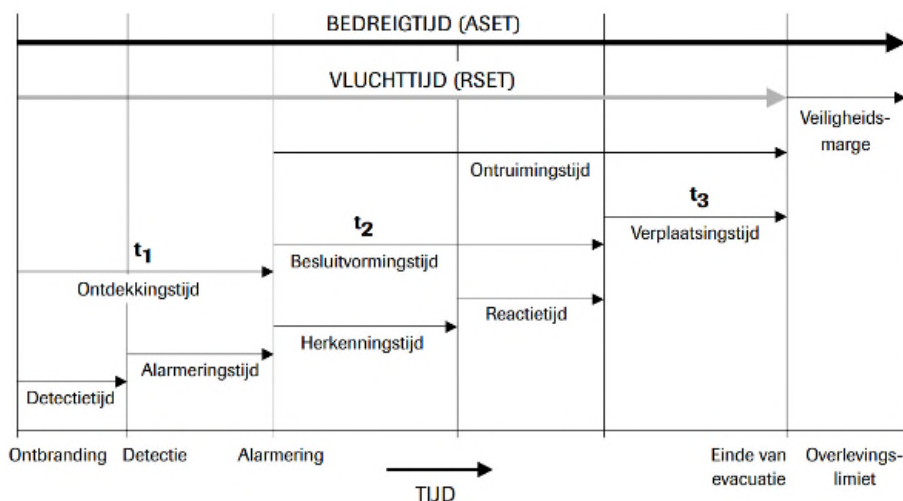 BEDREIGTIJD (ASET)
VLUCHTTIJD (RSET)
Veiligheids-
marge
Ontruimingstijd
t3
Verplaatsingstijd
t2
Besluitvormingstijd
t1
Ontdekkingstijd
Reactietijd
Herkenningstijd
Alarmeringstijd
Detectietijd
Ontbranding Detectie Alarmering Einde van Overlevings-
evacuatie limiet
TIJD